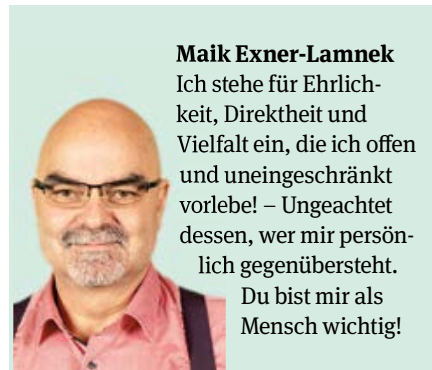 Maik Exner-Lamnek
Ich stehe für Ehrlich-
keit, Direktheit und
Vielfalt ein, die ich offen
und uneingeschränkt
vorlebe! – Ungeachtet
dessen, wer mir persön-
lich gegenübersteht.
Du bist mir als
Mensch wichtig!